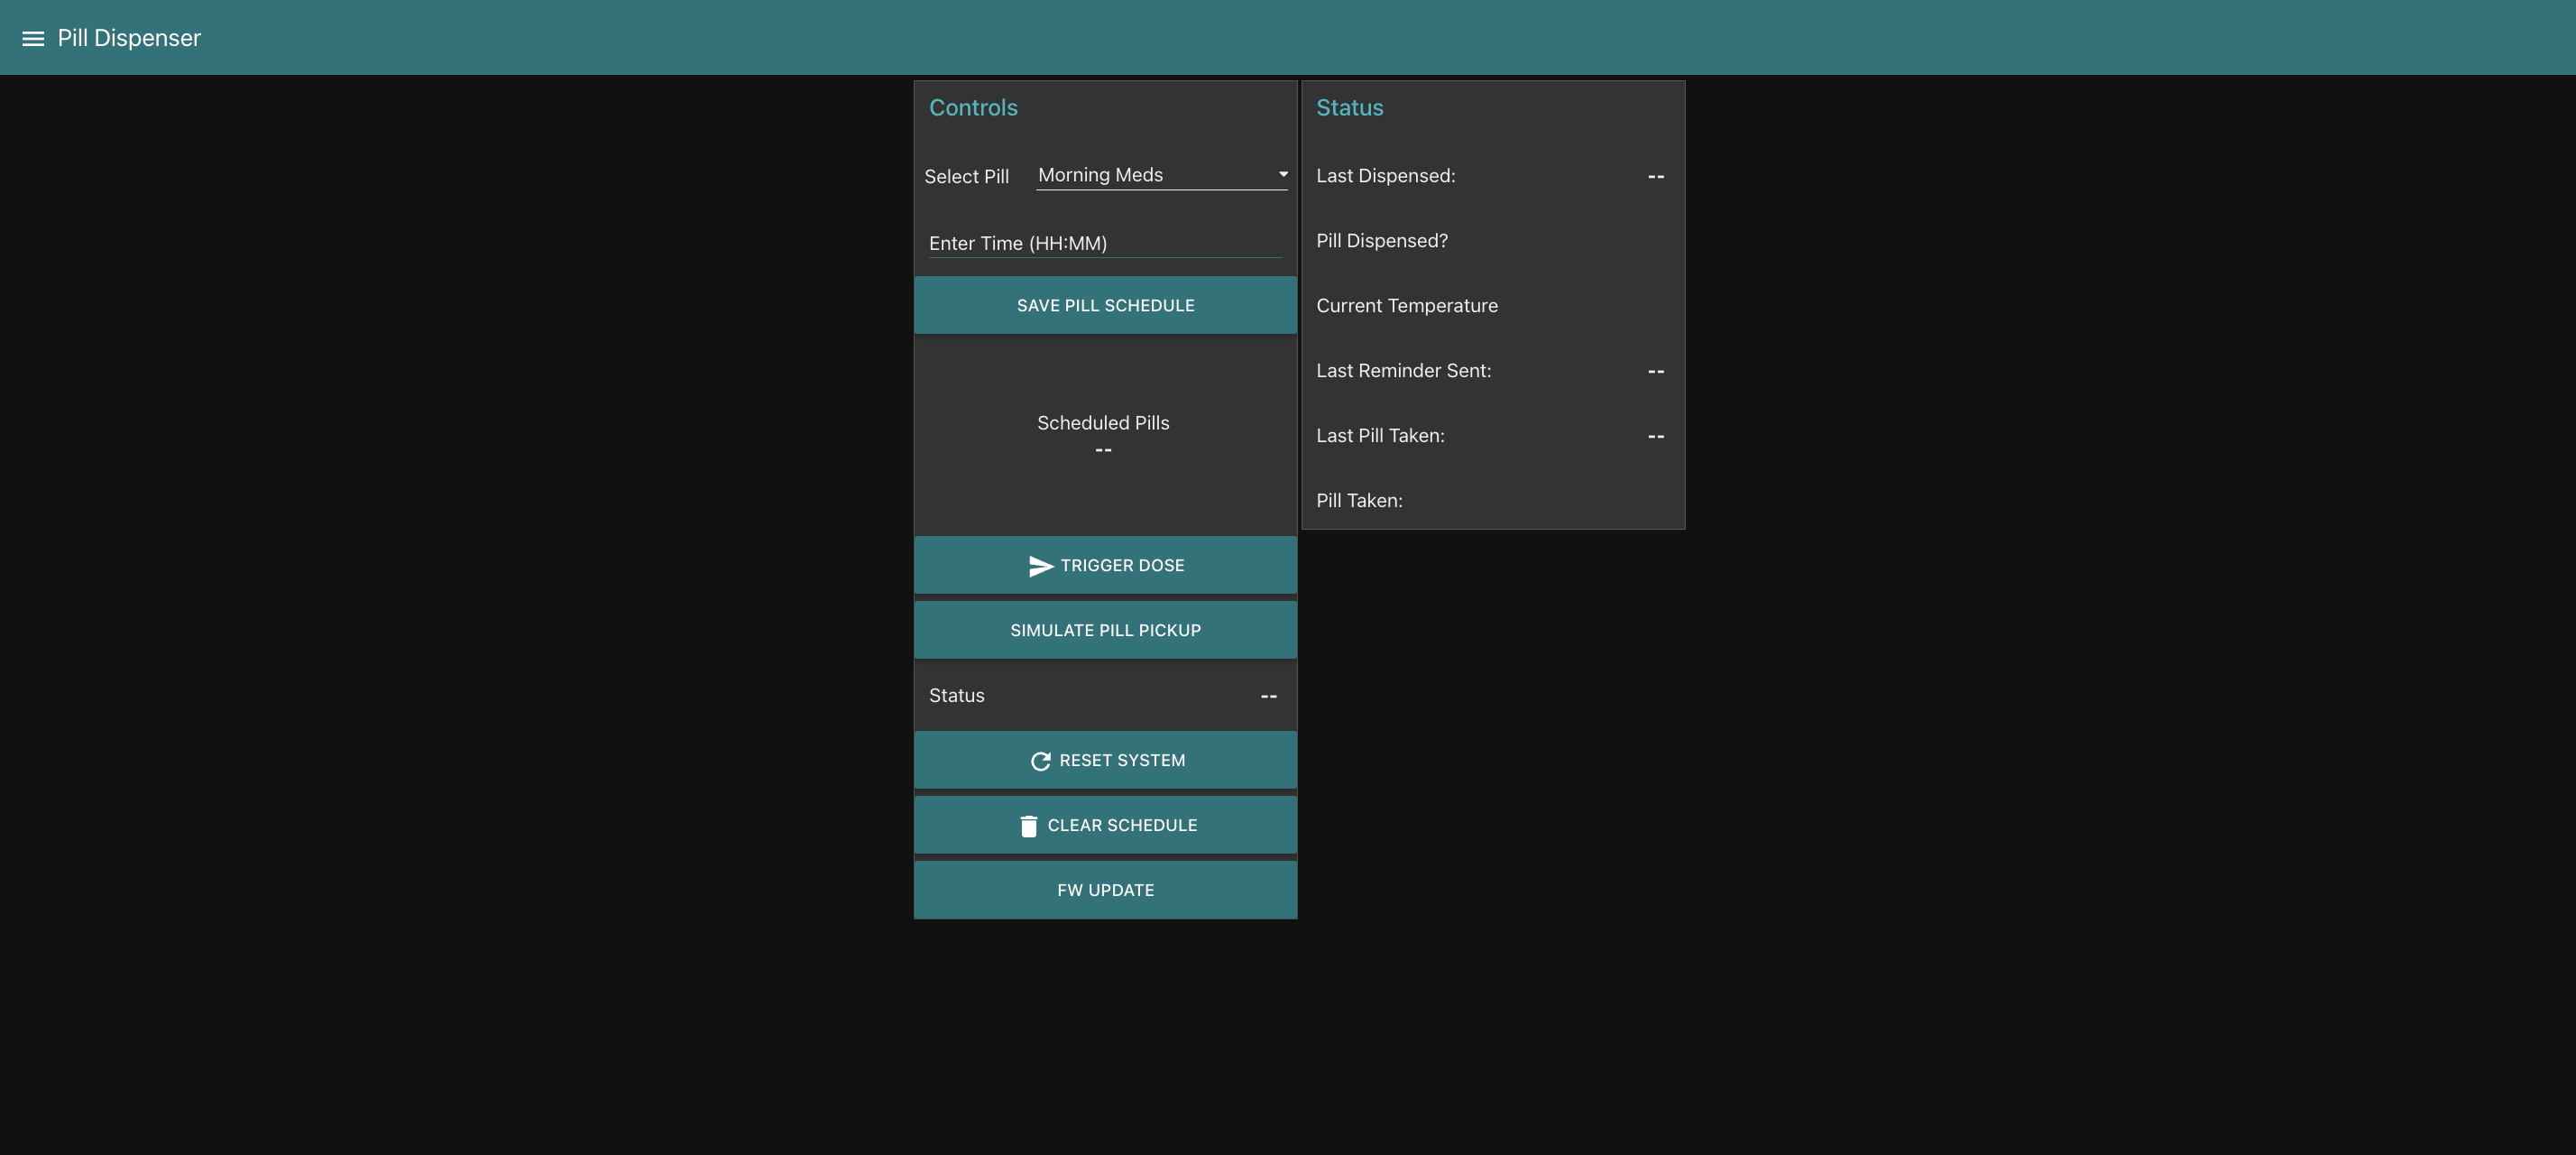 Pill Dispenser
Controls
Select Pill Morning Meds
Enter Time (HH:MM)
SAVE PILL SCHEDULE
Scheduled Pills
--
TRIGGER DOSE
SIMULATE PILL PICKUP
Status --
RESET SYSTEM
CLEAR SCHEDULE
FW UPDATE
Status
Last Dispensed: --
Pill Dispensed?
Current Temperature
Last Reminder Sent: --
Last Pill Taken: --
Pill Taken: